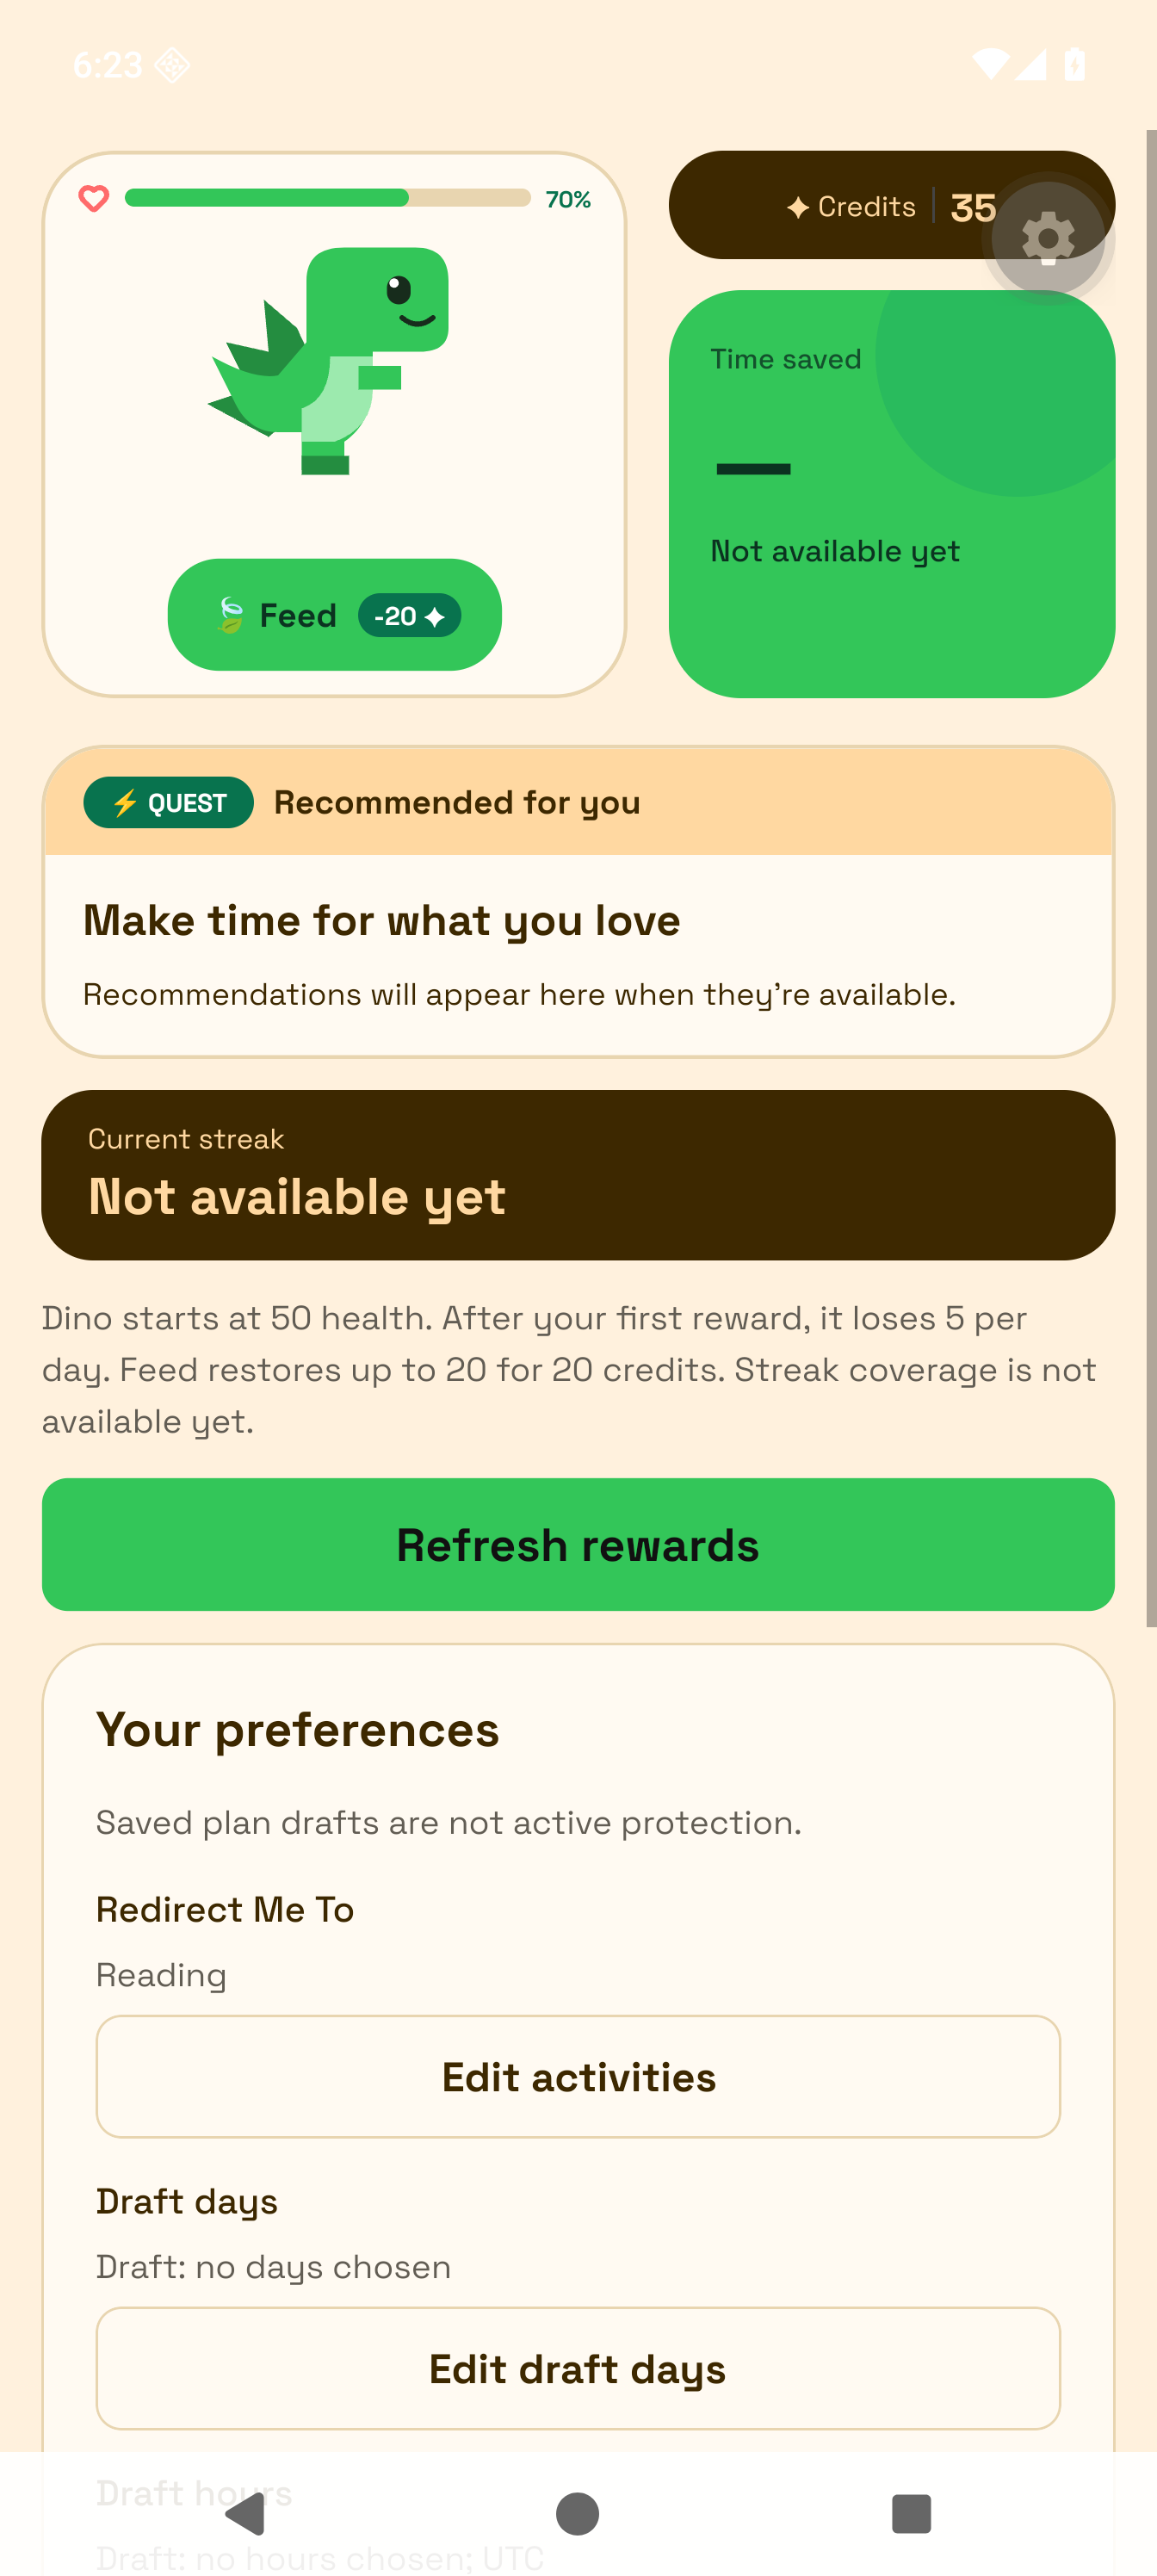 6:23
70%
Credits 35
Time saved
—
Not available yet
Feed -20
QUEST Recommended for you
Make time for what you love
Recommendations will appear here when they’re available.
Current streak
Not available yet
Dino starts at 50 health. After your first reward, it loses 5 per
day. Feed restores up to 20 for 20 credits. Streak coverage is not
available yet.
Refresh rewards
Your preferences
Saved plan drafts are not active protection.
Redirect Me To
Reading
Edit activities
Draft days
Draft: no days chosen
Edit draft days
Draft hours
Draft: no hours chosen; UTC